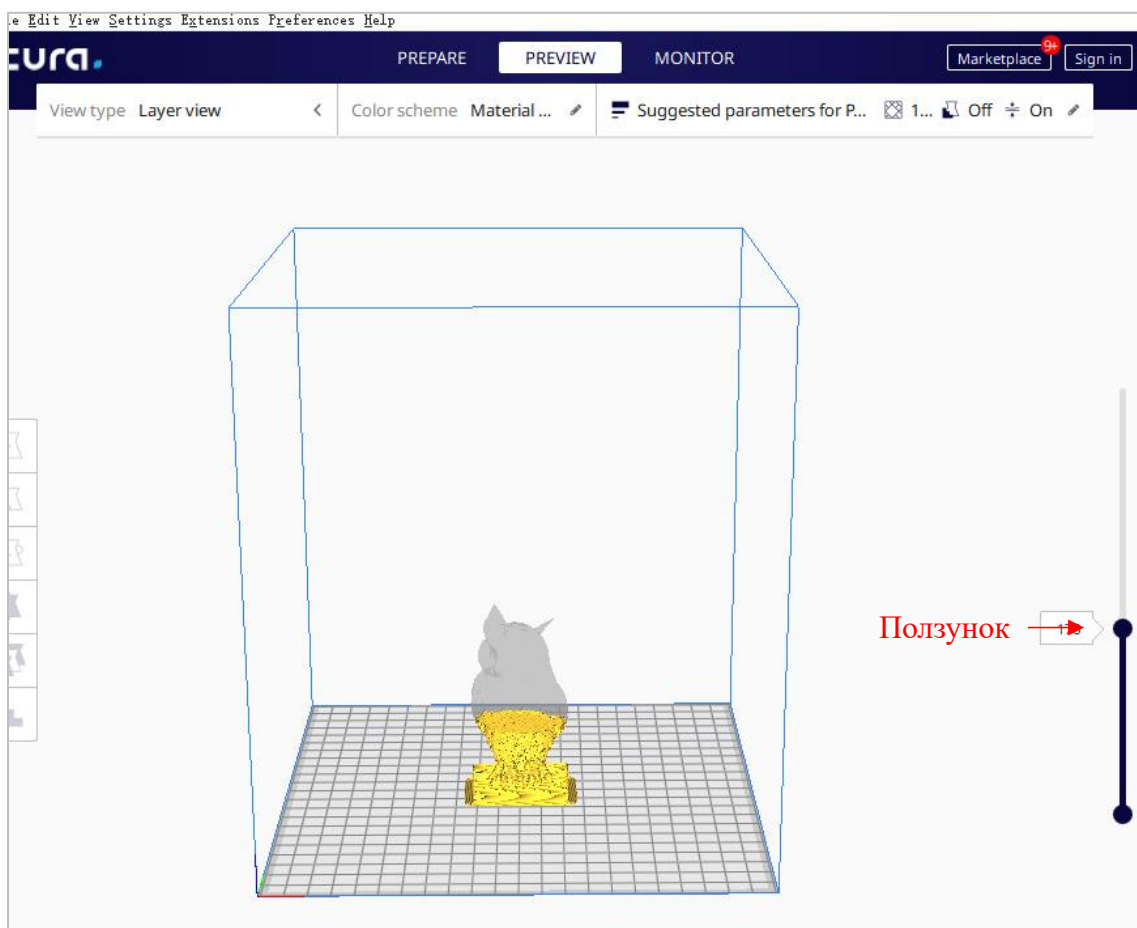 Edit View Settings Extensions Preferences Help
cura. PREPARE PREVIEW MONITOR Marketplace 9+ Sign in
View type Layer view Color scheme Material ... Suggested parameters for P... 1... Off On
Ползунок